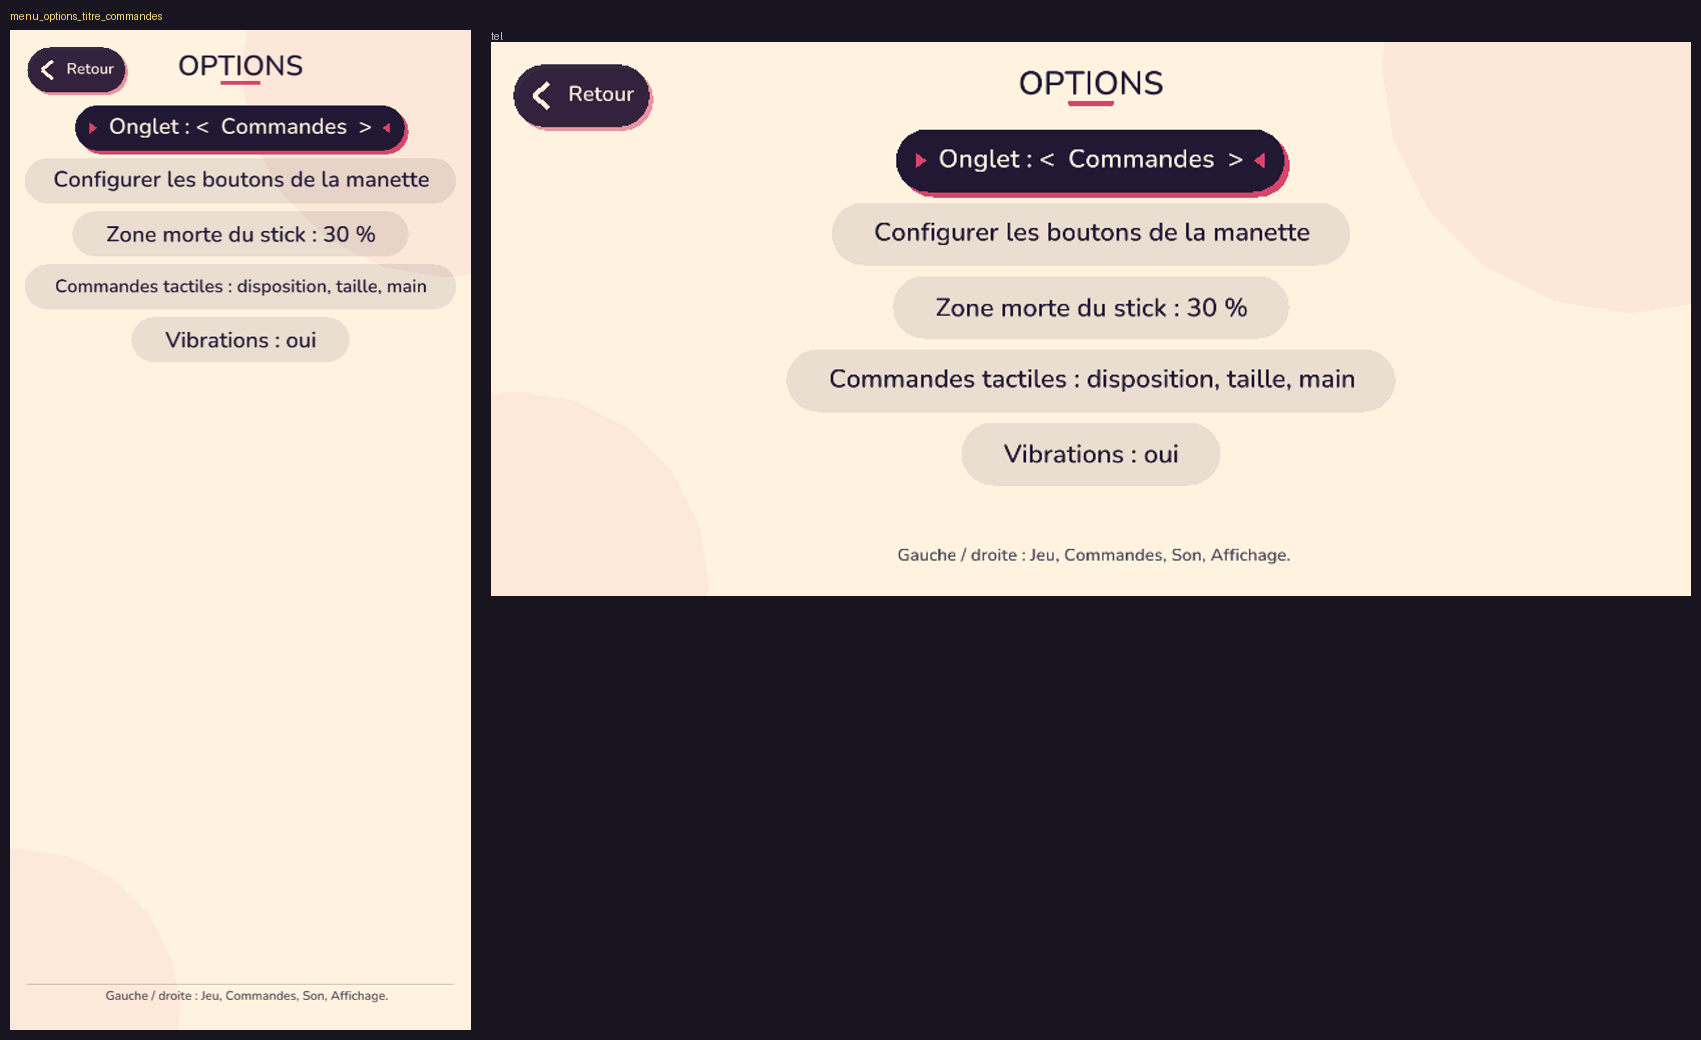 menu_options_titre_commandes
Retour
OPTIONS
Onglet : < Commandes >
Configurer les boutons de la manette
Zone morte du stick : 30 %
Commandes tactiles : disposition, taille, main
Vibrations : oui
Gauche / droite : Jeu, Commandes, Son, Affichage.
tel
Retour
OPTIONS
Onglet : < Commandes >
Configurer les boutons de la manette
Zone morte du stick : 30 %
Commandes tactiles : disposition, taille, main
Vibrations : oui
Gauche / droite : Jeu, Commandes, Son, Affichage.